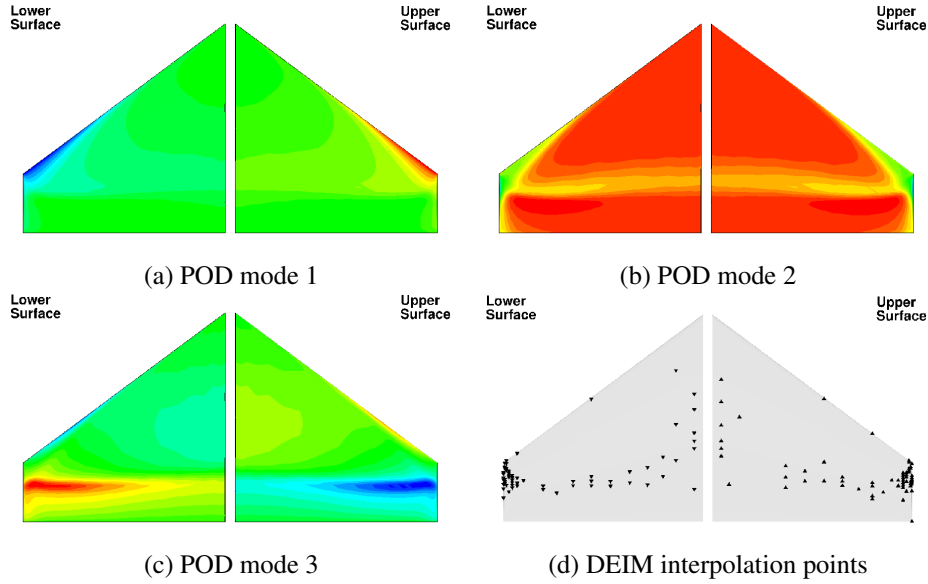 Lower
Surface
Upper
Surface
Lower
Surface
Upper
Surface
(a) POD mode 1
(b) POD mode 2
Lower
Surface
Upper
Surface
Lower
Surface
Upper
Surface
(c) POD mode 3
(d) DEIM interpolation points